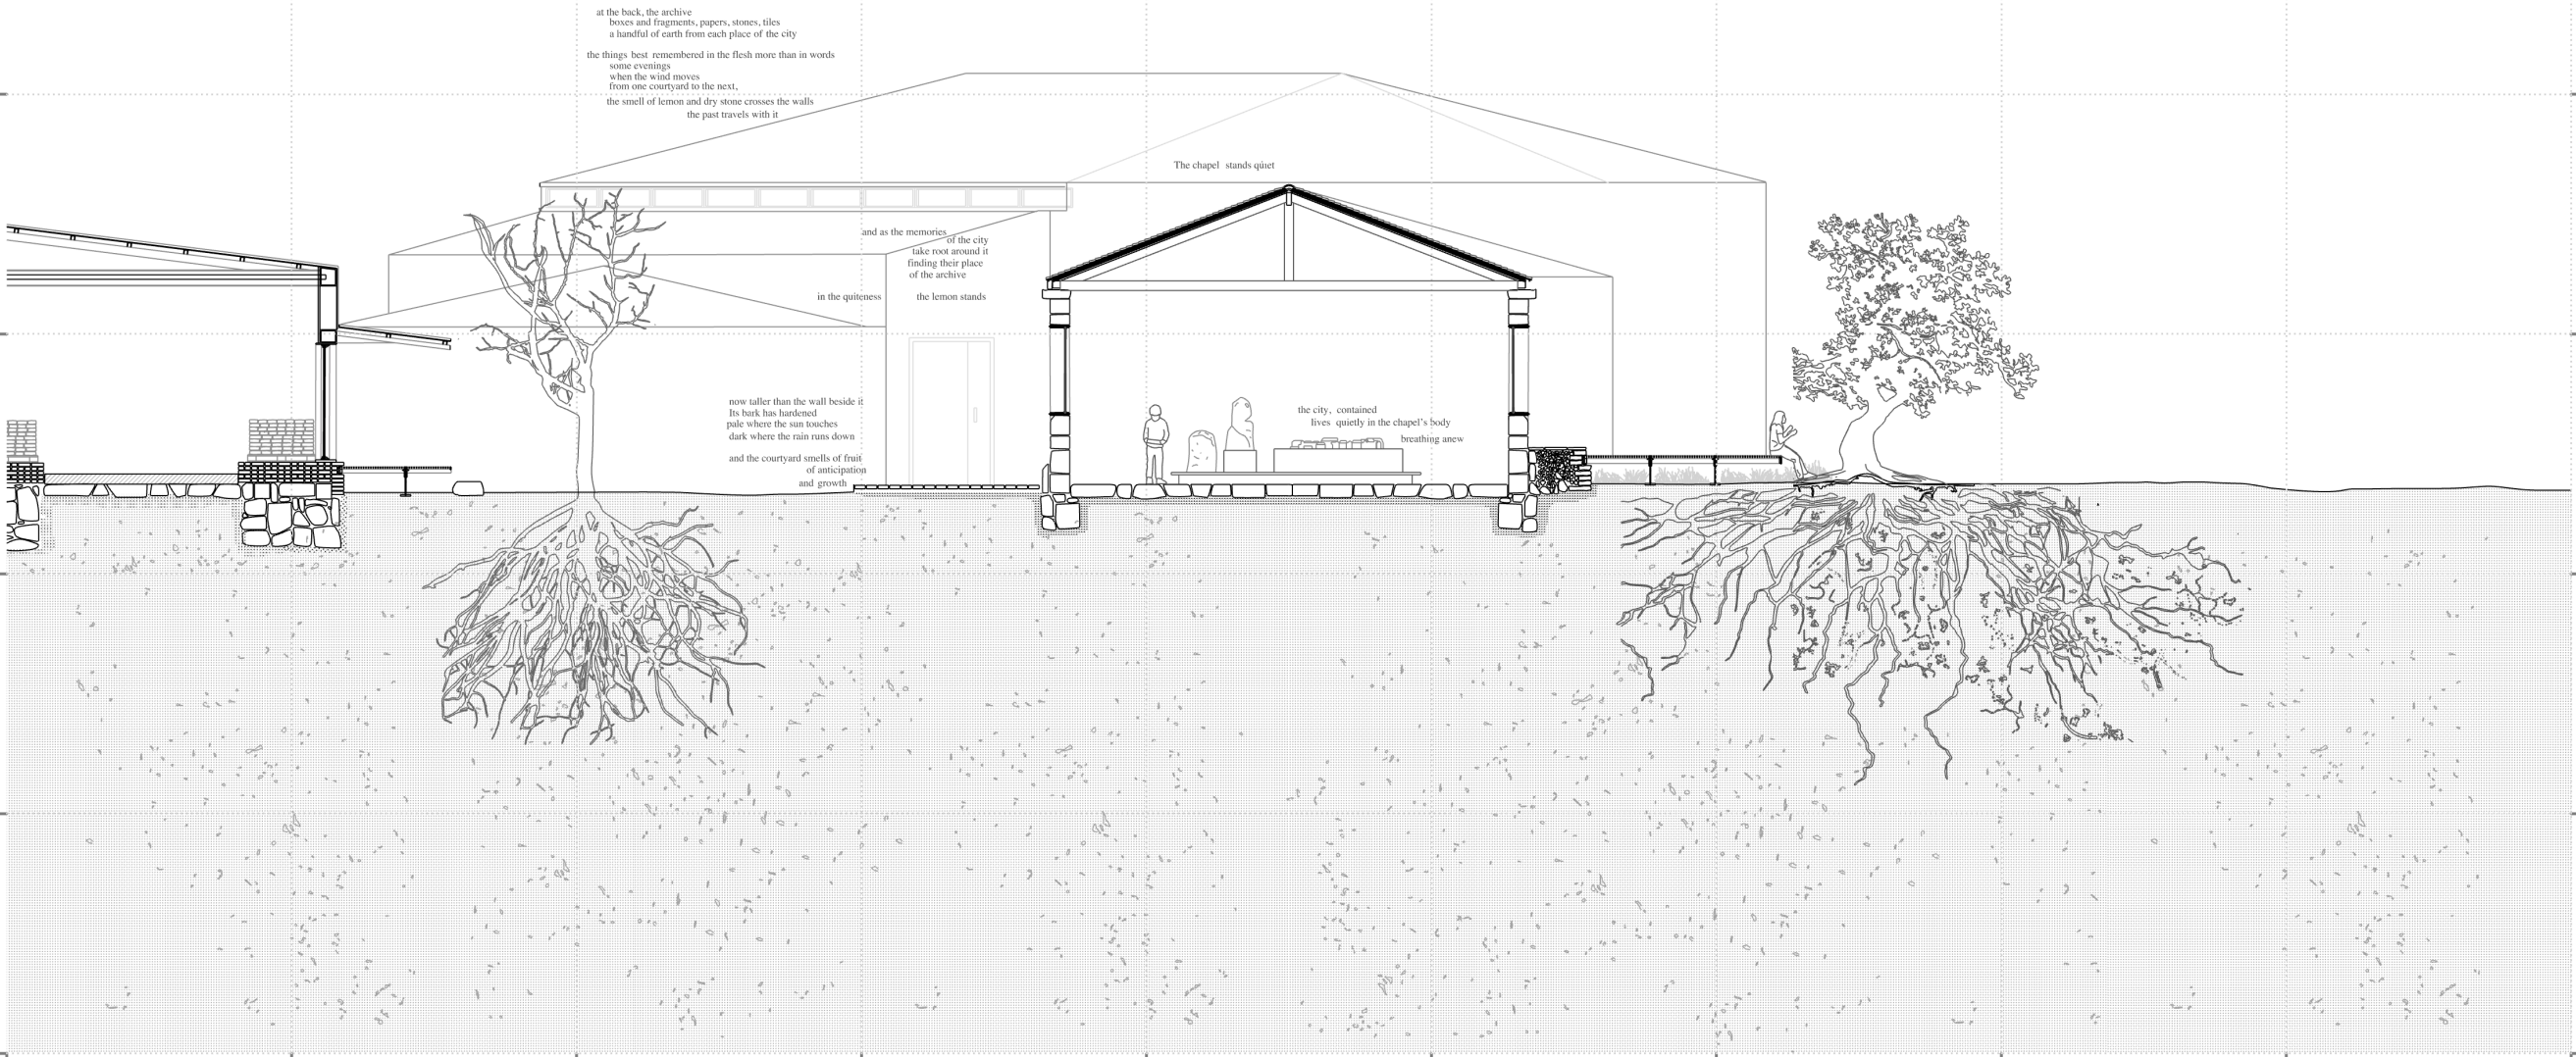 at the back, the archive
boxes and fragments, papers, stones, tiles
a handful of earth from each place of the city
the things best remembered in the flesh more than in words
some evenings
when the wind moves
from one courtyard to the next,
the smell of lemon and dry stone crosses the walls
the past travels with it
The chapel stands quiet
and as the memories
of the city
take root around it
finding their place
of the archive
in the quiteness
the lemon stands
now taller than the wall beside it
Its bark has hardened
pale where the sun touches
dark where the rain runs down
and the courtyard smells of fruit
of anticipation
and growth
the city, contained
lives quietly in the chapel's body
breathing anew